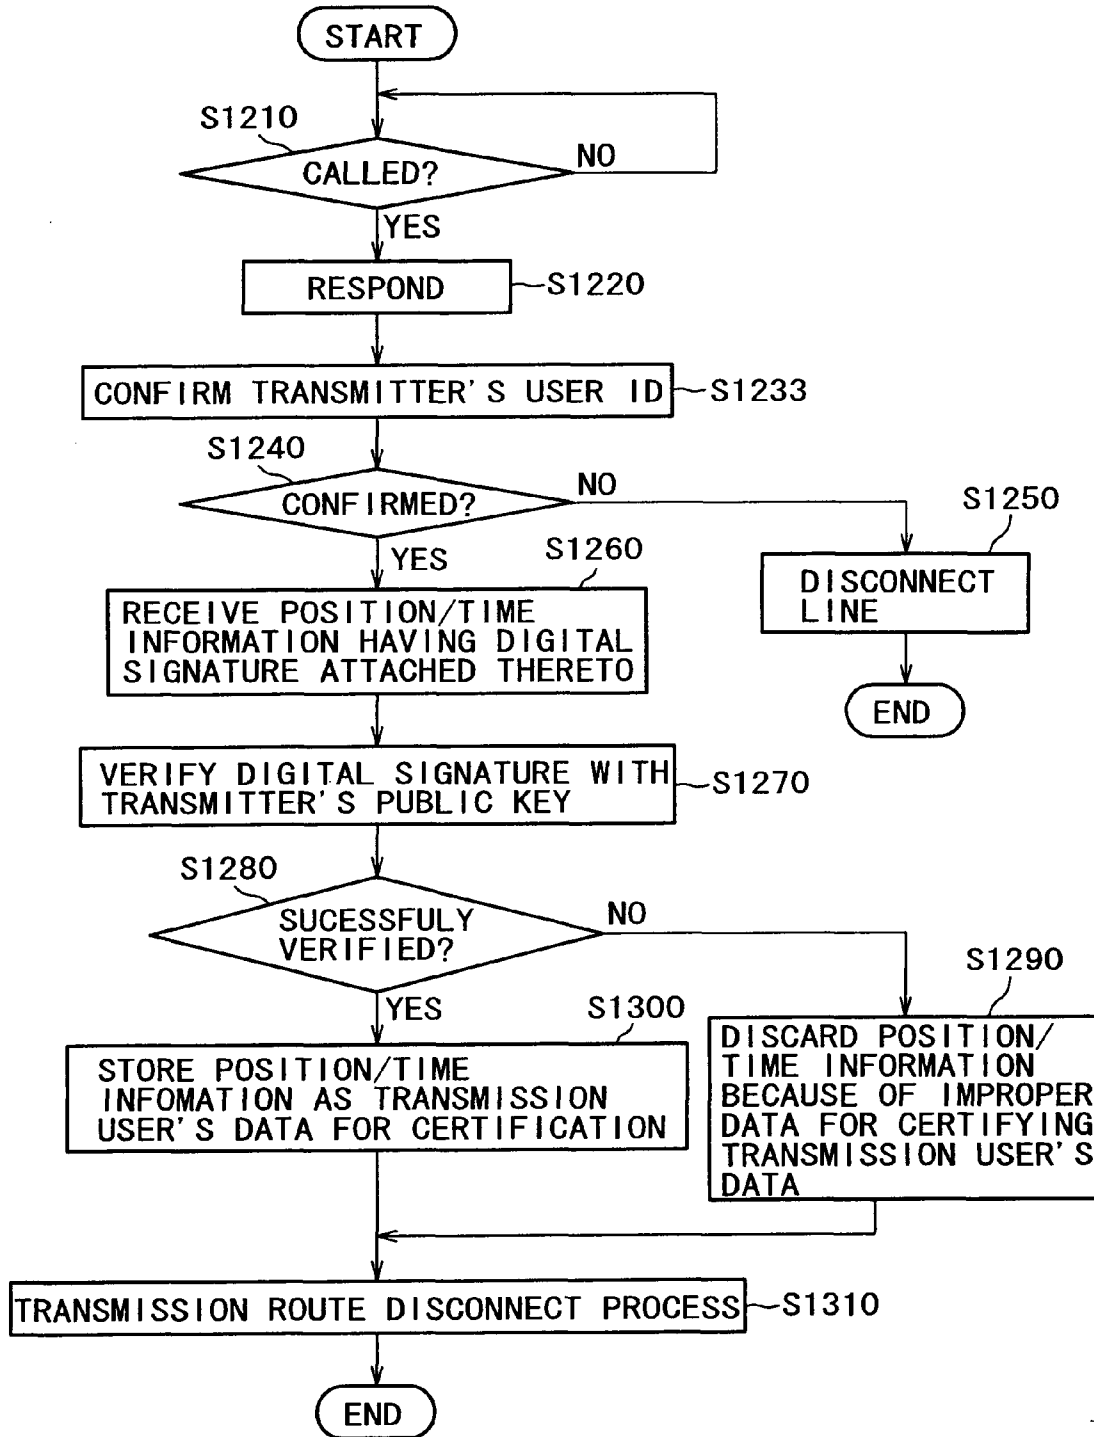 START
S1210
CALLED?
NO
YES
RESPOND
S1220
CONFIRM TRANSMITTER'S USER ID
S1233
S1240
CONFIRMED?
NO
YES
S1250
DISCONNECT
LINE
END
S1260
RECEIVE POSITION/TIME
INFORMATION HAVING DIGITAL
SIGNATURE ATTACHED THERETO
VERIFY DIGITAL SIGNATURE WITH
TRANSMITTER'S PUBLIC KEY
S1270
S1280
SUCESSFULY
VERIFIED?
NO
YES
S1290
DISCARD POSITION/
TIME INFORMATION
BECAUSE OF IMPROPER
DATA FOR CERTIFYING
TRANSMISSION USER'S
DATA
S1300
STORE POSITION/TIME
INFOMATION AS TRANSMISSION
USER'S DATA FOR CERTIFICATION
TRANSMISSION ROUTE DISCONNECT PROCESS
S1310
END